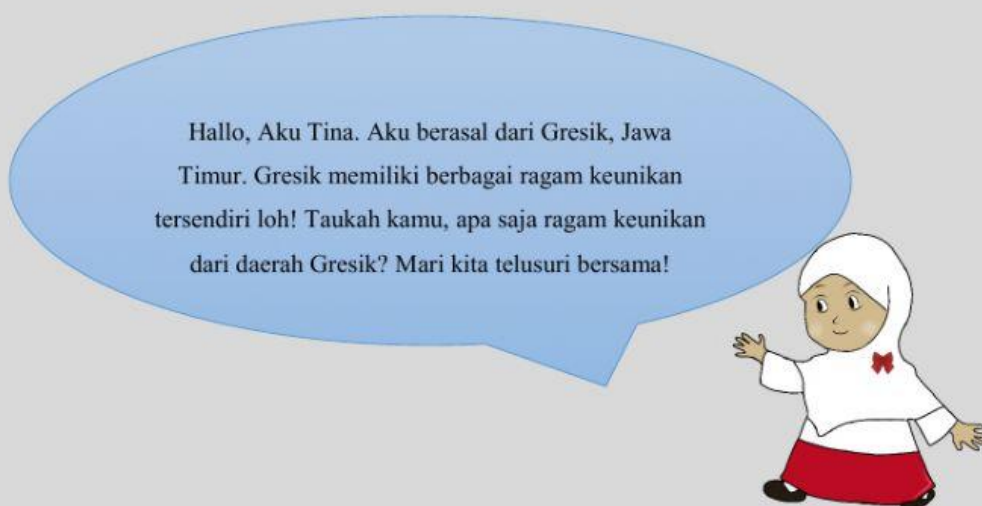 Hallo, Aku Tina. Aku berasal dari Gresik, Jawa
Timur. Gresik memiliki berbagai ragam keunikan
tersendiri loh! Taukah kamu, apa saja ragam keunikan
dari daerah Gresik? Mari kita telusuri bersama!